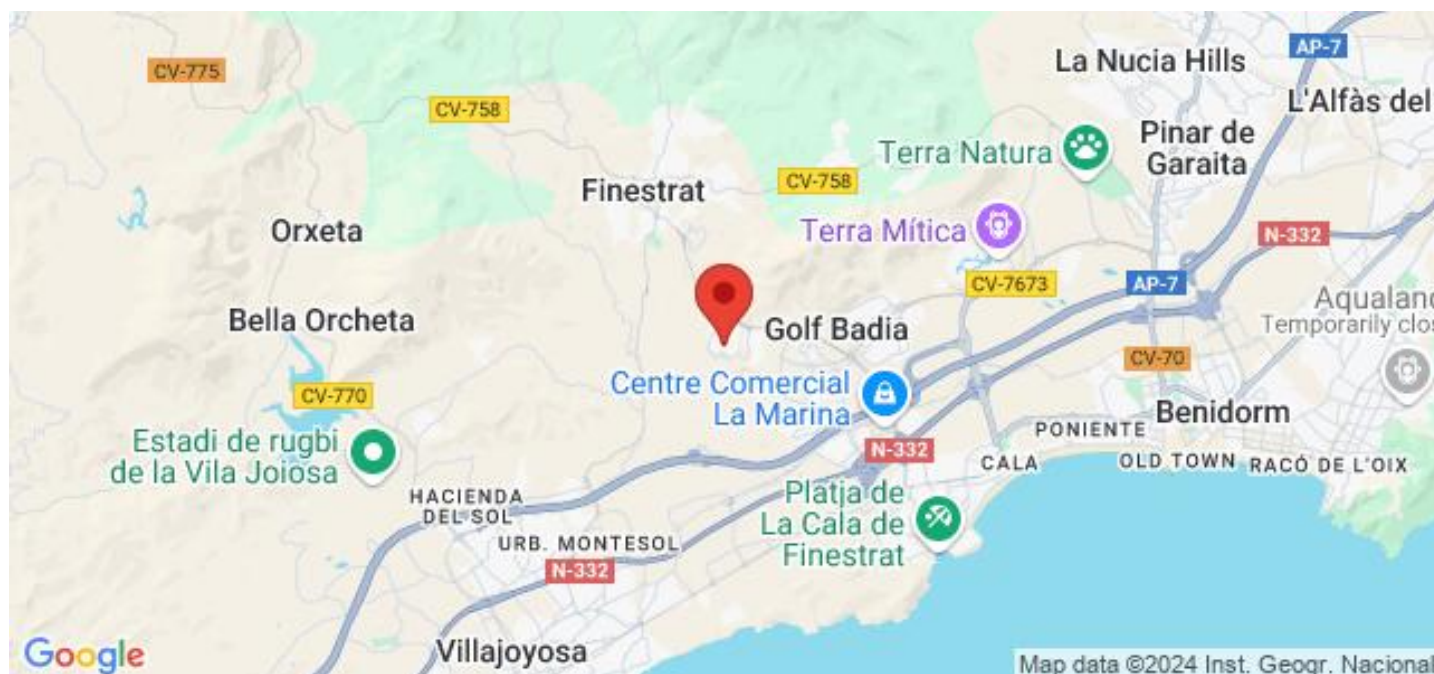 CV-775
CV-758
AP-7
La Nucia Hills
L'Alfàs del
Terra Natura
Pinar de
Garaita
CV-758
Finestrat
Orxeta
Terra Mítica
N-332
CV-7673
AP-7
Bella Orcheta
Golf Badia
Aqualand
Temporarily clos
CV-70
CV-770
Centre Comercial
La Marina
Benidorm
PONIENTE
N-332
CALA
OLD TOWN
RACÓ DE L'OIX
Estadi de rugbi
de la Vila Joiosa
HACIENDA
DEL SOL
Platja de
La Cala de
Finestrat
URB. MONTESOL
N-332
Villajoyosa
Google
Map data ©2024 Inst. Geogr. Nacional